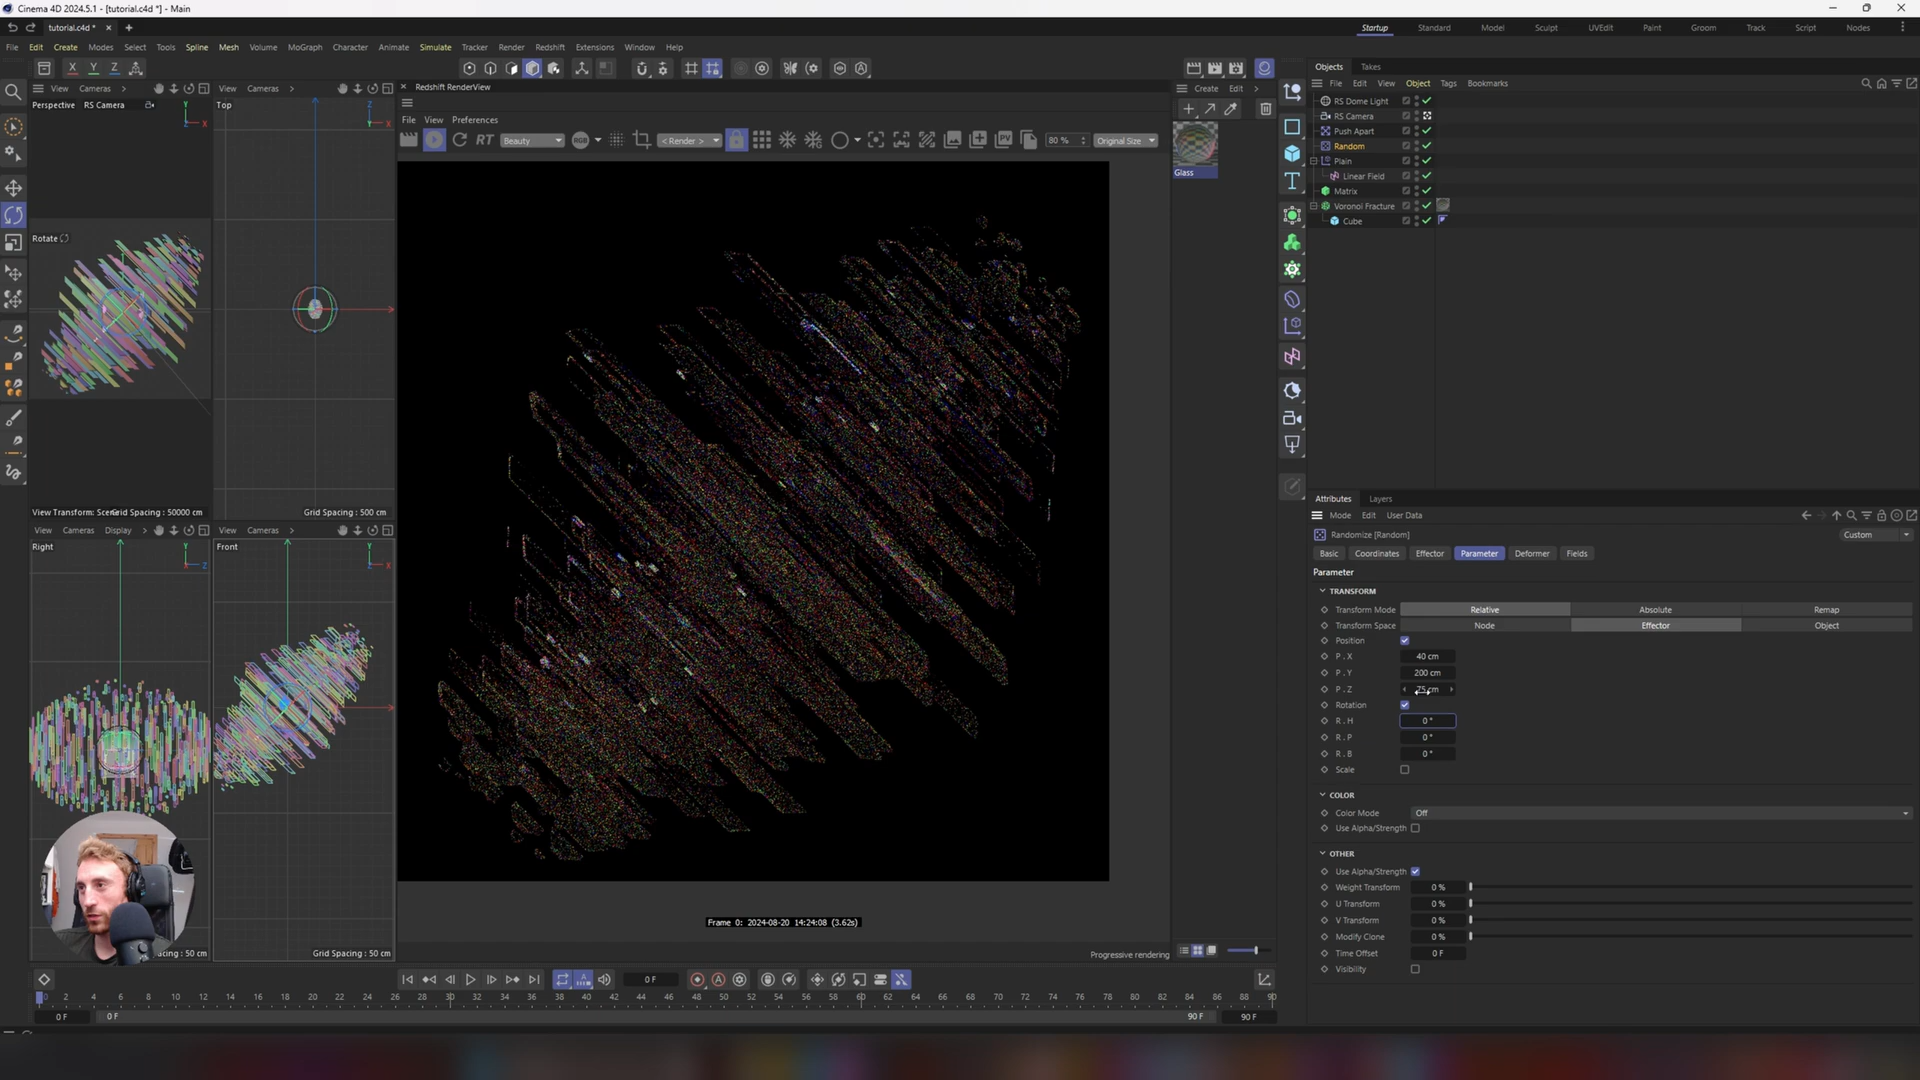 Cinema 4D 2024.5.1 - [tutorial.c4d *] - Main
tutorial.c4d *
Startup Standard Model Sculpt UVEdit Paint Groom Track Script Nodes
File Edit Create Modes Select Tools Spline Mesh Volume MoGraph Character Animate Simulate Tracker Render Redshift Extensions Window Help
X Y Z
View Cameras
View Cameras
Redshift RenderView
Create Edit
Objects Takes
File Edit View Object Tags Bookmarks
Perspective RS Camera
Top
File View Preferences
RT Beauty RGB < Render > 80 % Original Size
Glass
RS Dome Light
RS Camera
Push Apart
Random
Plain
Linear Field
Matrix
Voronoi Fracture
Cube
Rotate
Grid Spacing : 50000 cm
Grid Spacing : 500 cm
View Cameras Display
View Cameras
Right
Front
Grid Spacing : 50 cm
Attributes Layers
Mode Edit User Data
Randomize [Random]
Custom
Basic Coordinates Effector Parameter Deformer Fields
Parameter
TRANSFORM
Transform Mode Relative Absolute Remap
Transform Space Node Effector Object
Position
P . X 40 cm
P . Y 200 cm
P . Z 75 cm
Rotation
R . H 0 °
R . P 0 °
R . B 0 °
Scale
COLOR
Color Mode Off
Use Alpha/Strength
OTHER
Use Alpha/Strength
Weight Transform 0 %
U Transform 0 %
V Transform 0 %
Modify Clone 0 %
Time Offset 0 F
Visibility
Frame 0: 2024-08-20 14:24:08 (3.62s)
Progressive rendering
0 F
0 2 4 6 8 10 12 14 16 18 20 22 24 26 28 30 32 34 36 38 40 42 44 46 48 50 52 54 56 58 60 62 64 66 68 70 72 74 76 78 80 82 84 86 88 90
0 F 0 F 90 F 90 F